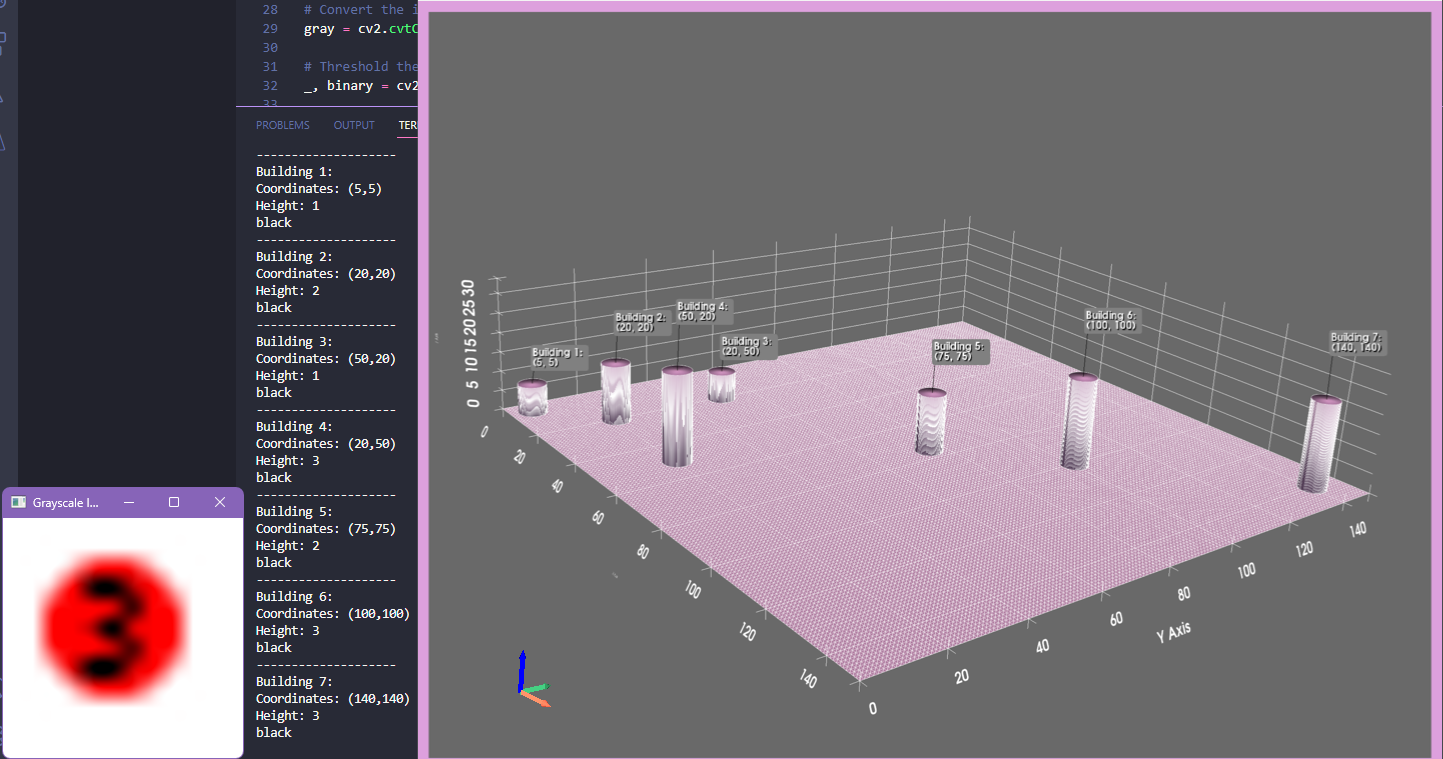 28 # Convert the i
29 gray = cv2.cvtC
30
31 # Threshold the
32 _, binary = cv2
33
PROBLEMS OUTPUT TER
--------------------
Building 1:
Coordinates: (5,5)
Height: 1
black
--------------------
Building 2:
Coordinates: (20,20)
Height: 2
black
--------------------
Building 3:
Coordinates: (50,20)
Height: 1
black
--------------------
Building 4:
Coordinates: (20,50)
Height: 3
black
--------------------
Building 5:
Coordinates: (75,75)
Height: 2
black
--------------------
Building 6:
Coordinates: (100,100)
Height: 3
black
--------------------
Building 7:
Coordinates: (140,140)
Height: 3
black
Grayscale I...
3
Building 1:
(5, 5)
Building 2:
(20, 20)
Building 4:
(50, 20)
Building 3:
(20, 50)
Building 5:
(75, 75)
Building 6:
(100, 100)
Building 7:
(140, 140)
30
25
20
15
10
5
0
0
20
40
60
80
100
120
140
0
20
40
60
80
100
120
140
Y Axis